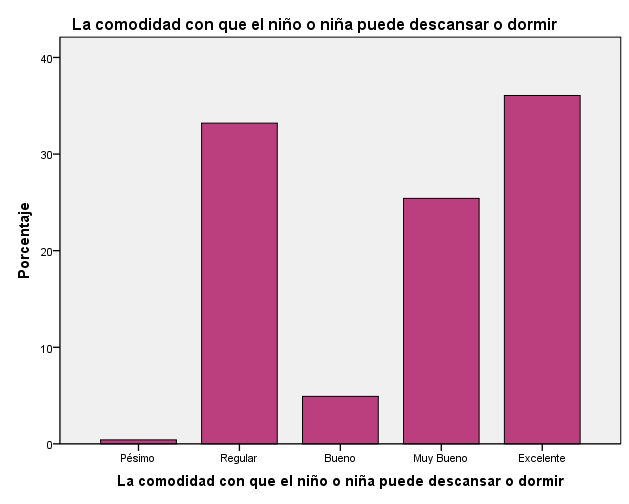 La comodidad con que el niño o niña puede descansar o dormir
Porcentaje
40
30
20
10
0
Pésimo
Regular
Bueno
Muy Bueno
Excelente
La comodidad con que el niño o niña puede descansar o dormir